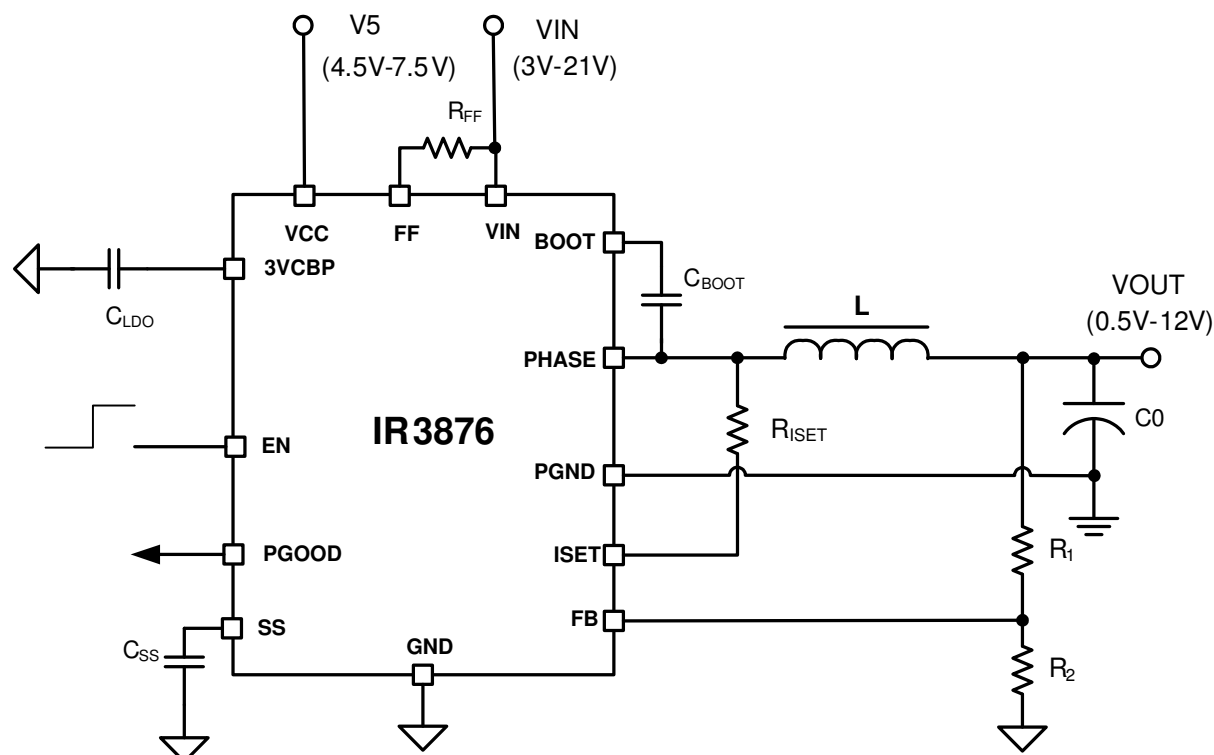 V5
(4.5V-7.5V)
VIN
(3V-21V)
RFF
VCC
FF
VIN
BOOT
3VCBP
CLDO
CBOOT
L
VOUT
(0.5V-12V)
PHASE
IR3876
RISET
C0
EN
PGND
PGOOD
ISET
R1
SS
FB
CSS
GND
R2